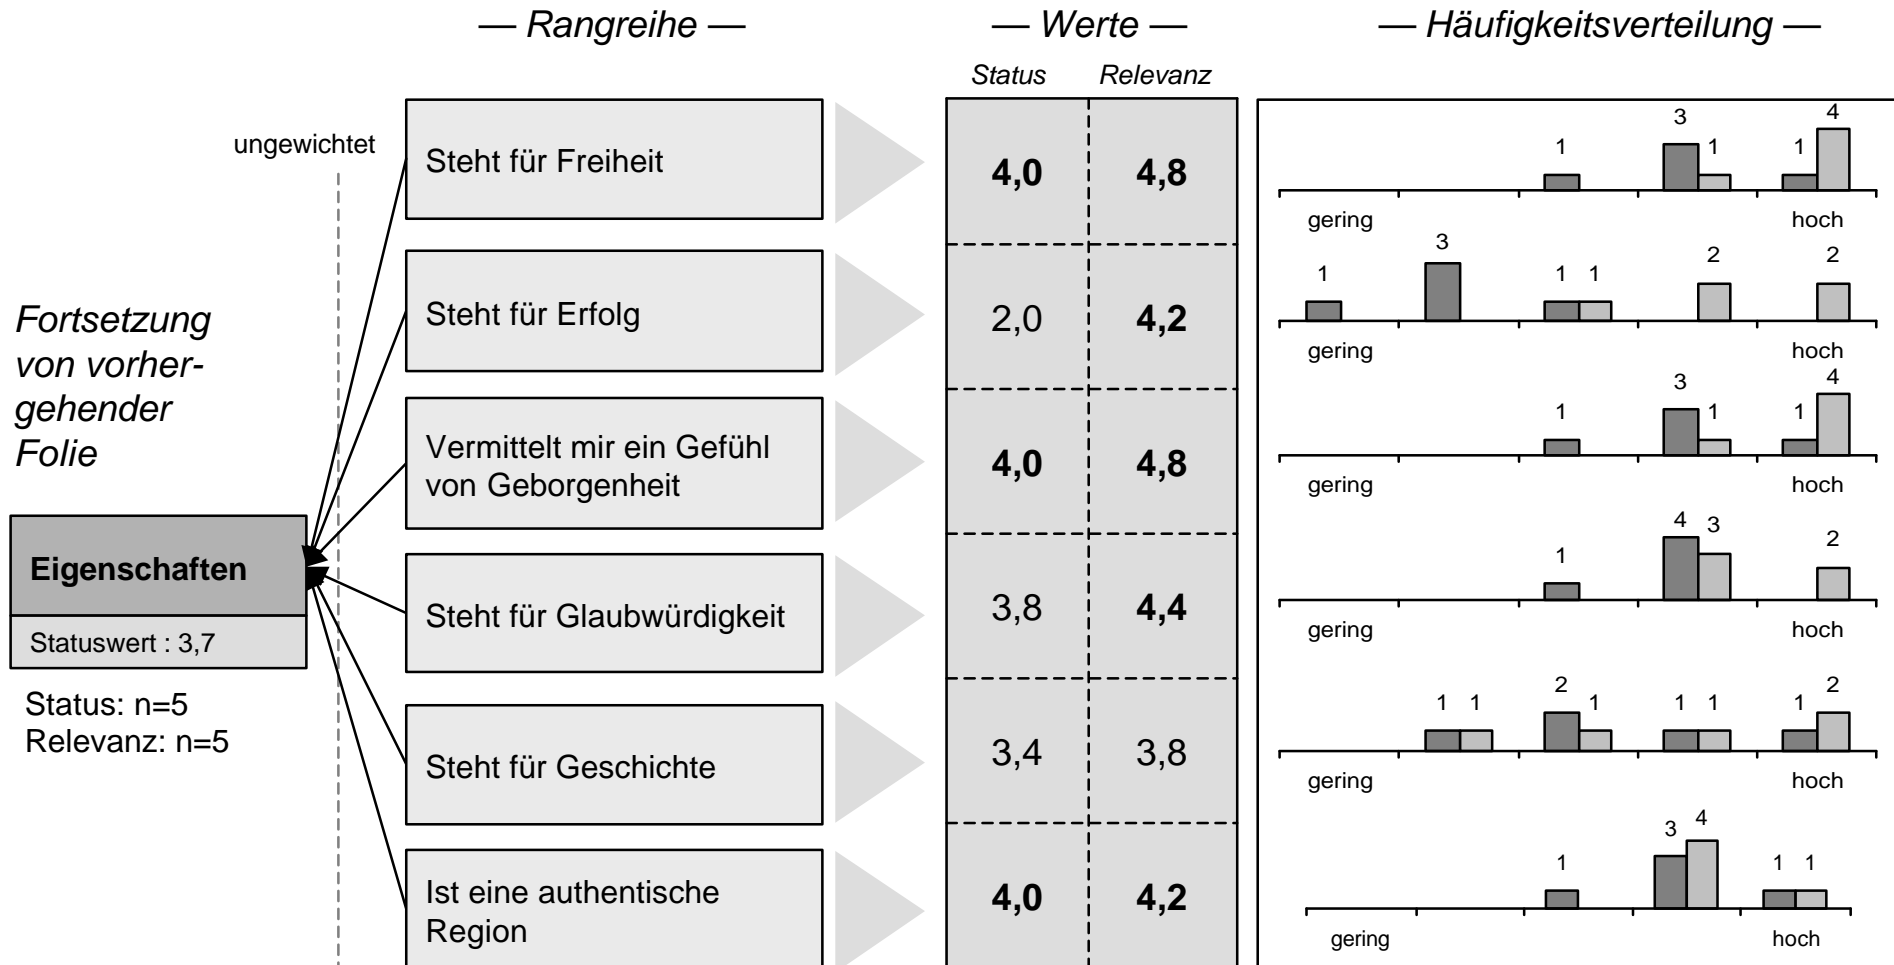 — Rangreihe —
— Werte —
— Häufigkeitsverteilung —
Status
Relevanz
ungewichtet
Fortsetzung
von vorher-
gehender
Folie
Eigenschaften
Statuswert : 3,7
Status: n=5
Relevanz: n=5
Steht für Freiheit
4,0
4,8
1
3
1
1
4
gering
hoch
Steht für Erfolg
2,0
4,2
1
3
1
1
2
2
gering
hoch
Vermittelt mir ein Gefühl
von Geborgenheit
4,0
4,8
1
3
1
1
4
gering
hoch
Steht für Glaubwürdigkeit
3,8
4,4
1
4
3
2
gering
hoch
Steht für Geschichte
3,4
3,8
1
1
2
1
1
1
1
2
gering
hoch
Ist eine authentische
Region
4,0
4,2
1
3
4
1
1
gering
hoch